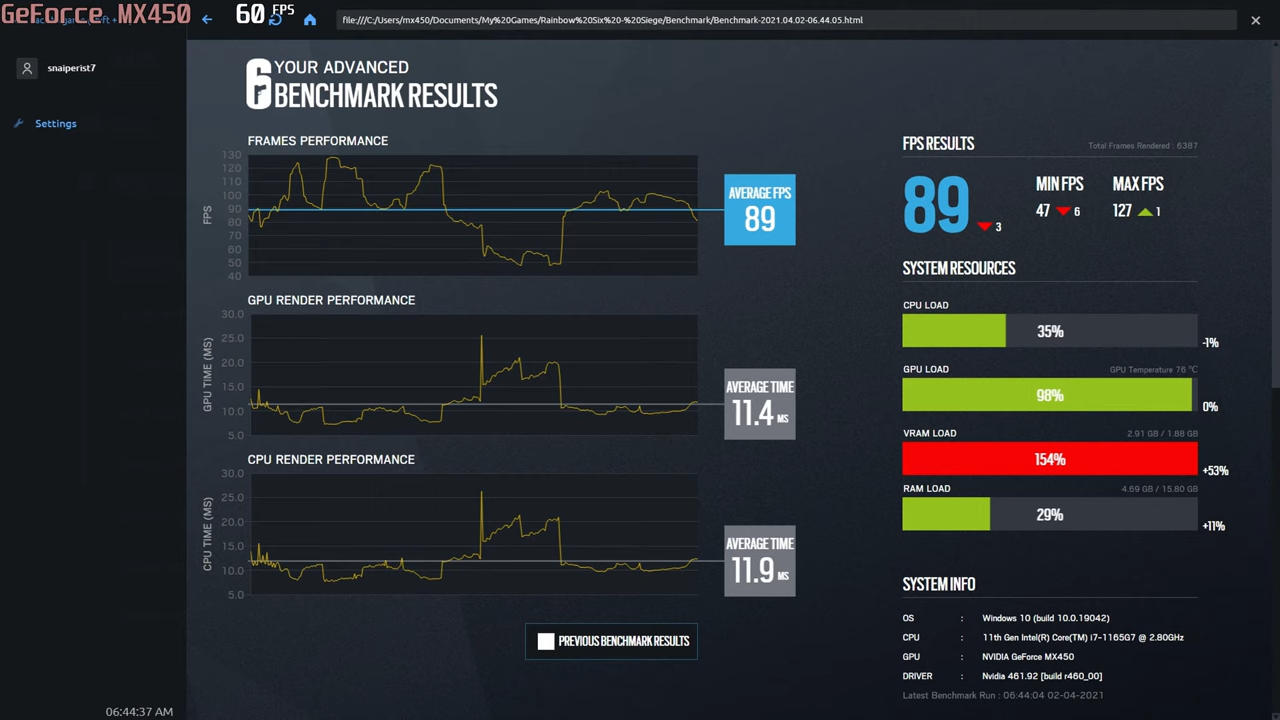 GeForce MX450
60 FPS
file:///C:/Users/mx450/Documents/My%20Games/Rainbow%20Six%20-%20Siege/Benchmark/Benchmark-2021.04.02-06.44.05.html
snaiperist7
Settings
6 YOUR ADVANCED
BENCHMARK RESULTS
FRAMES PERFORMANCE
130
120
110
100
90
80
70
60
50
40
FPS
AVERAGE FPS
89
GPU RENDER PERFORMANCE
30.0
25.0
20.0
15.0
10.0
5.0
GPU TIME (MS)
AVERAGE TIME
11.4 MS
CPU RENDER PERFORMANCE
30.0
25.0
20.0
15.0
10.0
5.0
CPU TIME (MS)
AVERAGE TIME
11.9 MS
PREVIOUS BENCHMARK RESULTS
FPS RESULTS
Total Frames Rendered : 6387
89 3
MIN FPS
47 6
MAX FPS
127 1
SYSTEM RESOURCES
CPU LOAD
35%
-1%
GPU LOAD
GPU Temperature 76 °C
98%
0%
VRAM LOAD
2.91 GB / 1.88 GB
154%
+53%
RAM LOAD
4.69 GB / 15.80 GB
29%
+11%
SYSTEM INFO
OS : Windows 10 (build 10.0.19042)
CPU : 11th Gen Intel(R) Core(TM) i7-1165G7 @ 2.80GHz
GPU : NVIDIA GeForce MX450
DRIVER : Nvidia 461.92 [build r460_00]
Latest Benchmark Run : 06:44:04 02-04-2021
06:44:37 AM